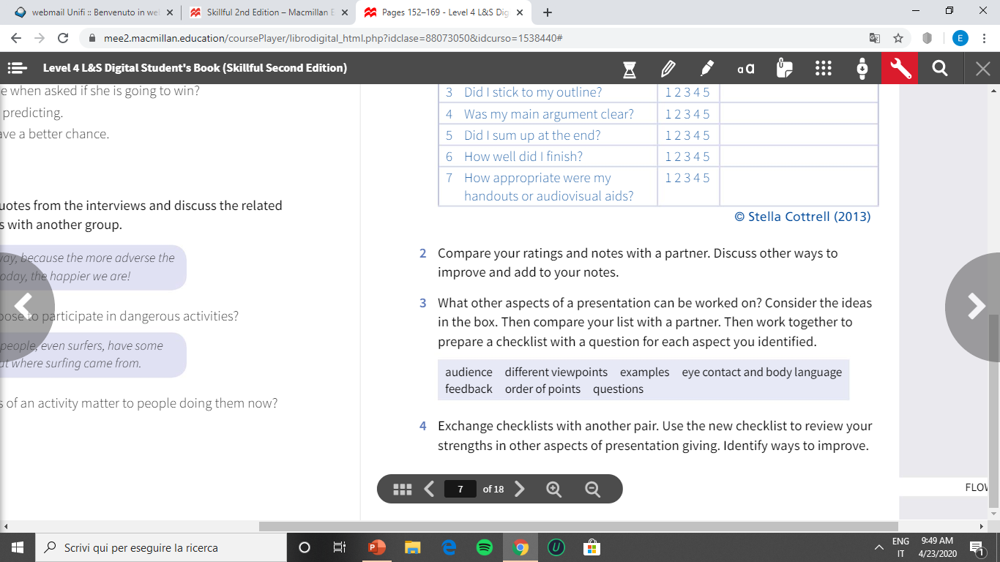 webmail Unifi :: Benvenuto in we
Skillful 2nd Edition – Macmillan E
Pages 152–169 - Level 4 L&S Dig
mee2.macmillan.education/coursePlayer/librodigital_html.php?idclase=88073050&idcurso=1538440#
E
Level 4 L&S Digital Student's Book (Skillful Second Edition)
a a
e when asked if she is going to win?
predicting.
ave a better chance.
uotes from the interviews and discuss the related
s with another group.
way, because the more adverse the
oday, the happier we are!
oose to participate in dangerous activities?
people, even surfers, have some
at where surfing came from.
s of an activity matter to people doing them now?
3 Did I stick to my outline? 1 2 3 4 5
4 Was my main argument clear? 1 2 3 4 5
5 Did I sum up at the end? 1 2 3 4 5
6 How well did I finish? 1 2 3 4 5
7 How appropriate were my 1 2 3 4 5
handouts or audiovisual aids?
© Stella Cottrell (2013)
2 Compare your ratings and notes with a partner. Discuss other ways to
improve and add to your notes.
3 What other aspects of a presentation can be worked on? Consider the ideas
in the box. Then compare your list with a partner. Then work together to
prepare a checklist with a question for each aspect you identified.
audience different viewpoints examples eye contact and body language
feedback order of points questions
4 Exchange checklists with another pair. Use the new checklist to review your
strengths in other aspects of presentation giving. Identify ways to improve.
7 of 18
FLOW
Scrivi qui per eseguire la ricerca
ENG
IT
9:49 AM
4/23/2020
1